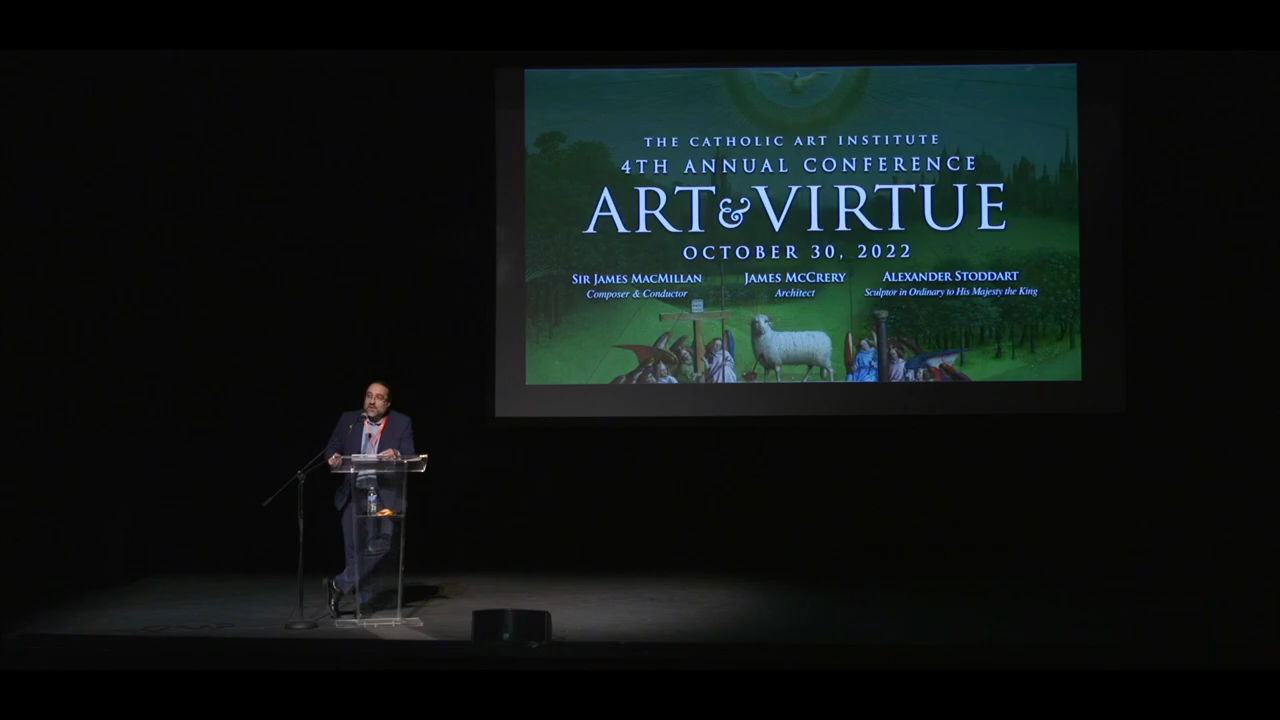 THE CATHOLIC ART INSTITUTE
4TH ANNUAL CONFERENCE
ART & VIRTUE
OCTOBER 30, 2022
SIR JAMES MACMILLAN JAMES MCCRERY ALEXANDER STODDART
Composer & Conductor Architect Sculptor in Ordinary to His Majesty the King